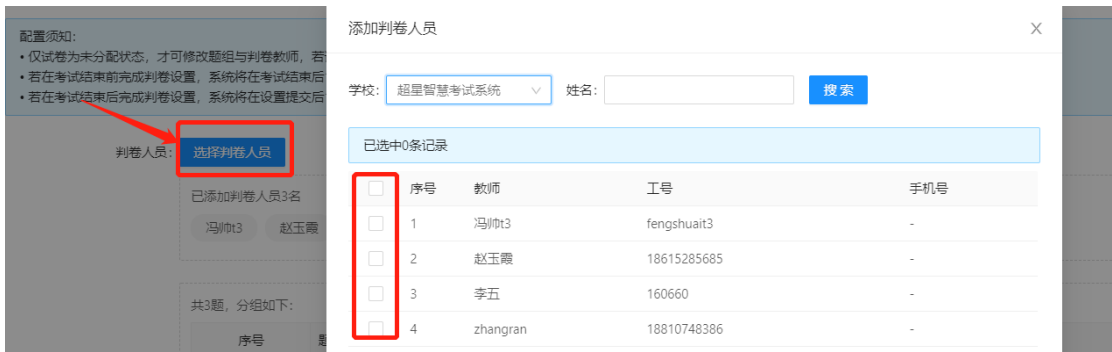 配置须知:
• 仅试卷为未分配状态，才可修改题组与判卷教师，若
• 若在考试结束前完成判卷设置，系统将在考试结束后
• 若在考试结束后完成判卷设置，系统将在设置提交后
判卷人员: 选择判卷人员
已添加判卷人员3名
冯帅t3 赵玉霞
共3题，分组如下:
序号
添加判卷人员 X
学校: 超星智慧考试系统 姓名: 搜索
已选中0条记录
序号 教师 工号 手机号
1 冯帅t3 fengshuait3 -
2 赵玉霞 18615285685 -
3 李五 160660 -
4 zhangran 18810748386 -